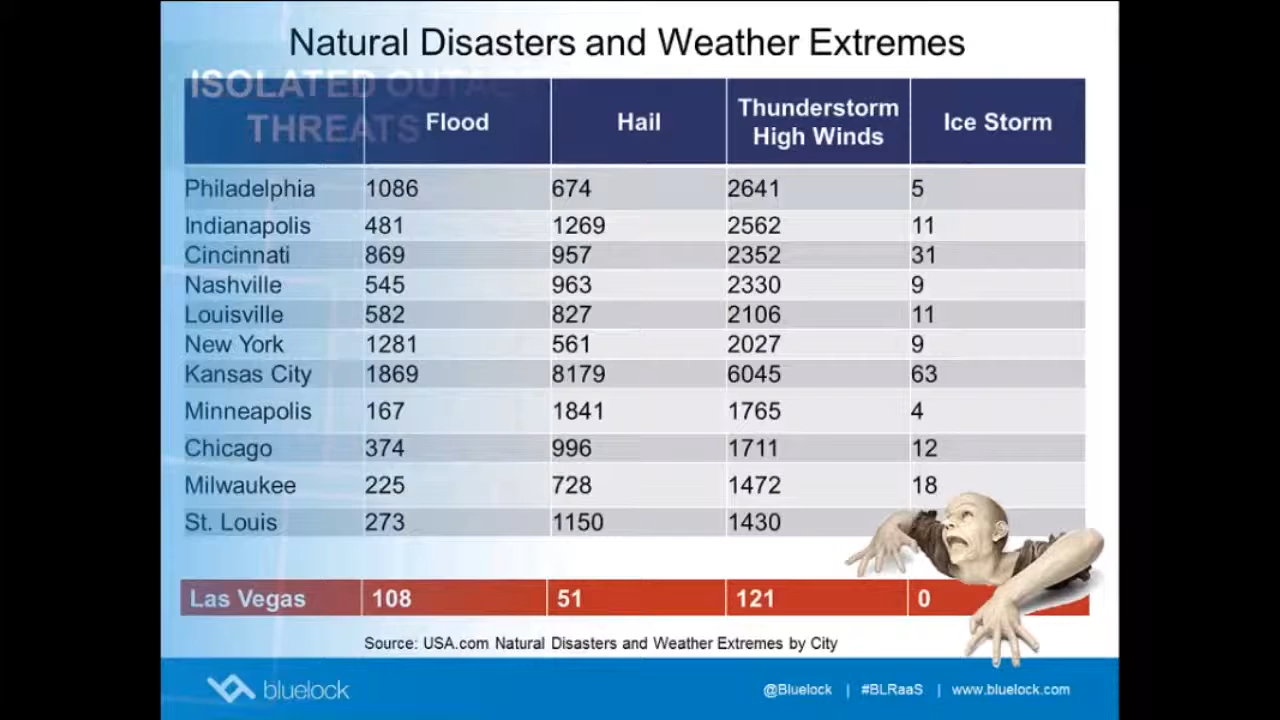 Natural Disasters and Weather Extremes
ISOLATED OUTAGE
THREATS
Flood Hail Thunderstorm High Winds Ice Storm
Philadelphia 1086 674 2641 5
Indianapolis 481 1269 2562 11
Cincinnati 869 957 2352 31
Nashville 545 963 2330 9
Louisville 582 827 2106 11
New York 1281 561 2027 9
Kansas City 1869 8179 6045 63
Minneapolis 167 1841 1765 4
Chicago 374 996 1711 12
Milwaukee 225 728 1472 18
St. Louis 273 1150 1430
Las Vegas 108 51 121 0
Source: USA.com Natural Disasters and Weather Extremes by City
bluelock
@Bluelock | #BLRaaS | www.bluelock.com